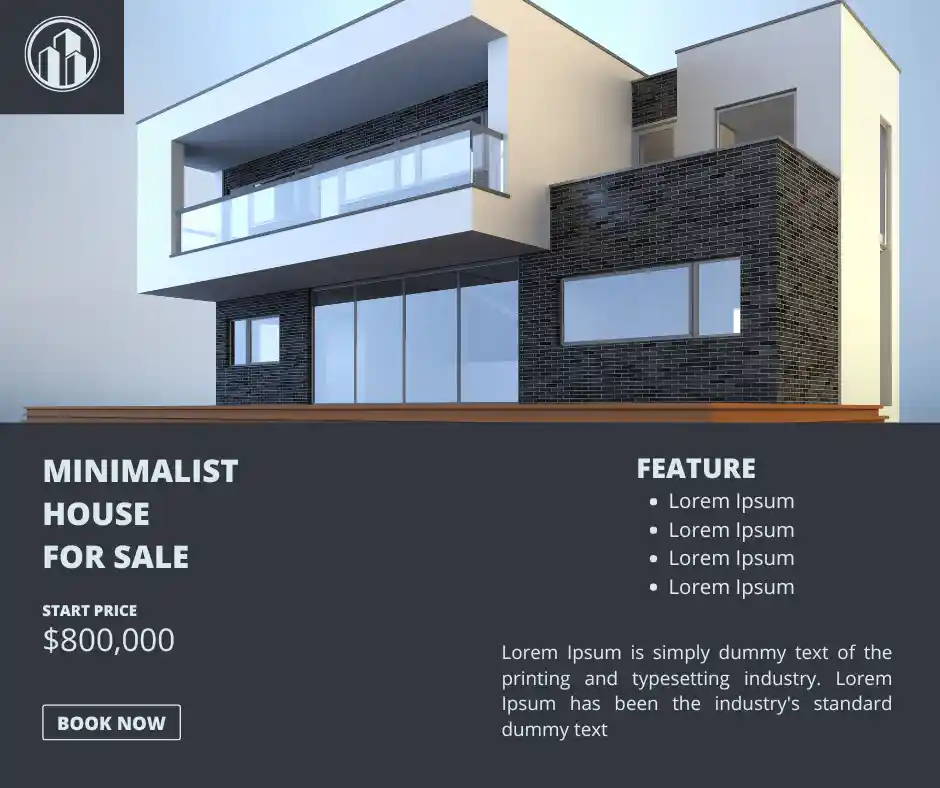 MINIMALIST
HOUSE
FOR SALE
START PRICE
$800,000
BOOK NOW
FEATURE
• Lorem Ipsum
• Lorem Ipsum
• Lorem Ipsum
• Lorem Ipsum
Lorem Ipsum is simply dummy text of the
printing and typesetting industry. Lorem
Ipsum has been the industry's standard
dummy text